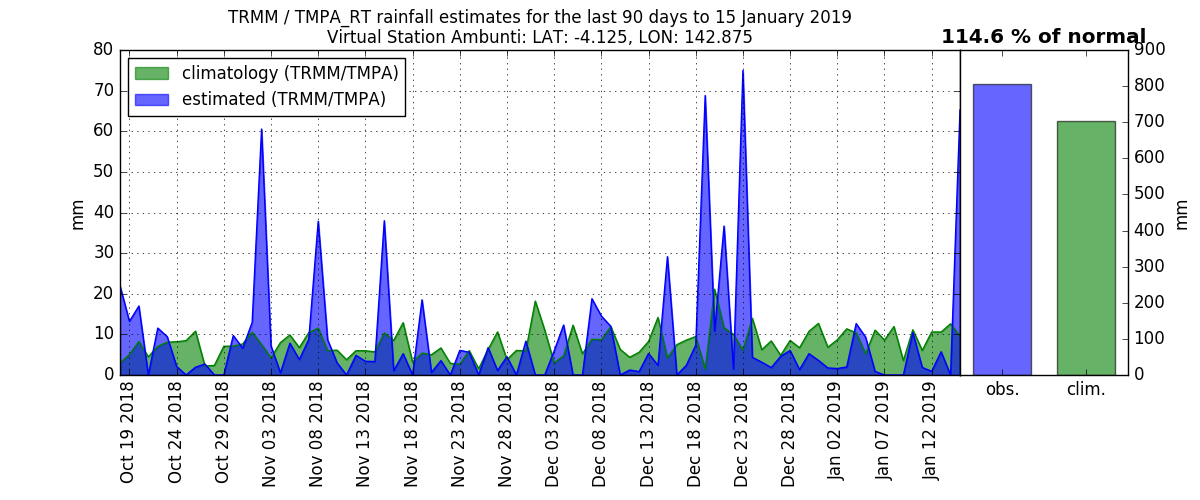 TRMM / TMPA_RT rainfall estimates for the last 90 days to 15 January 2019
Virtual Station Ambunti: LAT: -4.125, LON: 142.875
114.6 % of normal
climatology (TRMM/TMPA)
estimated (TRMM/TMPA)
mm
80
70
60
50
40
30
20
10
0
Oct 19 2018
Oct 24 2018
Oct 29 2018
Nov 03 2018
Nov 08 2018
Nov 13 2018
Nov 18 2018
Nov 23 2018
Nov 28 2018
Dec 03 2018
Dec 08 2018
Dec 13 2018
Dec 18 2018
Dec 23 2018
Dec 28 2018
Jan 02 2019
Jan 07 2019
Jan 12 2019
obs.
clim.
900
800
700
600
500
400
300
200
100
0
mm